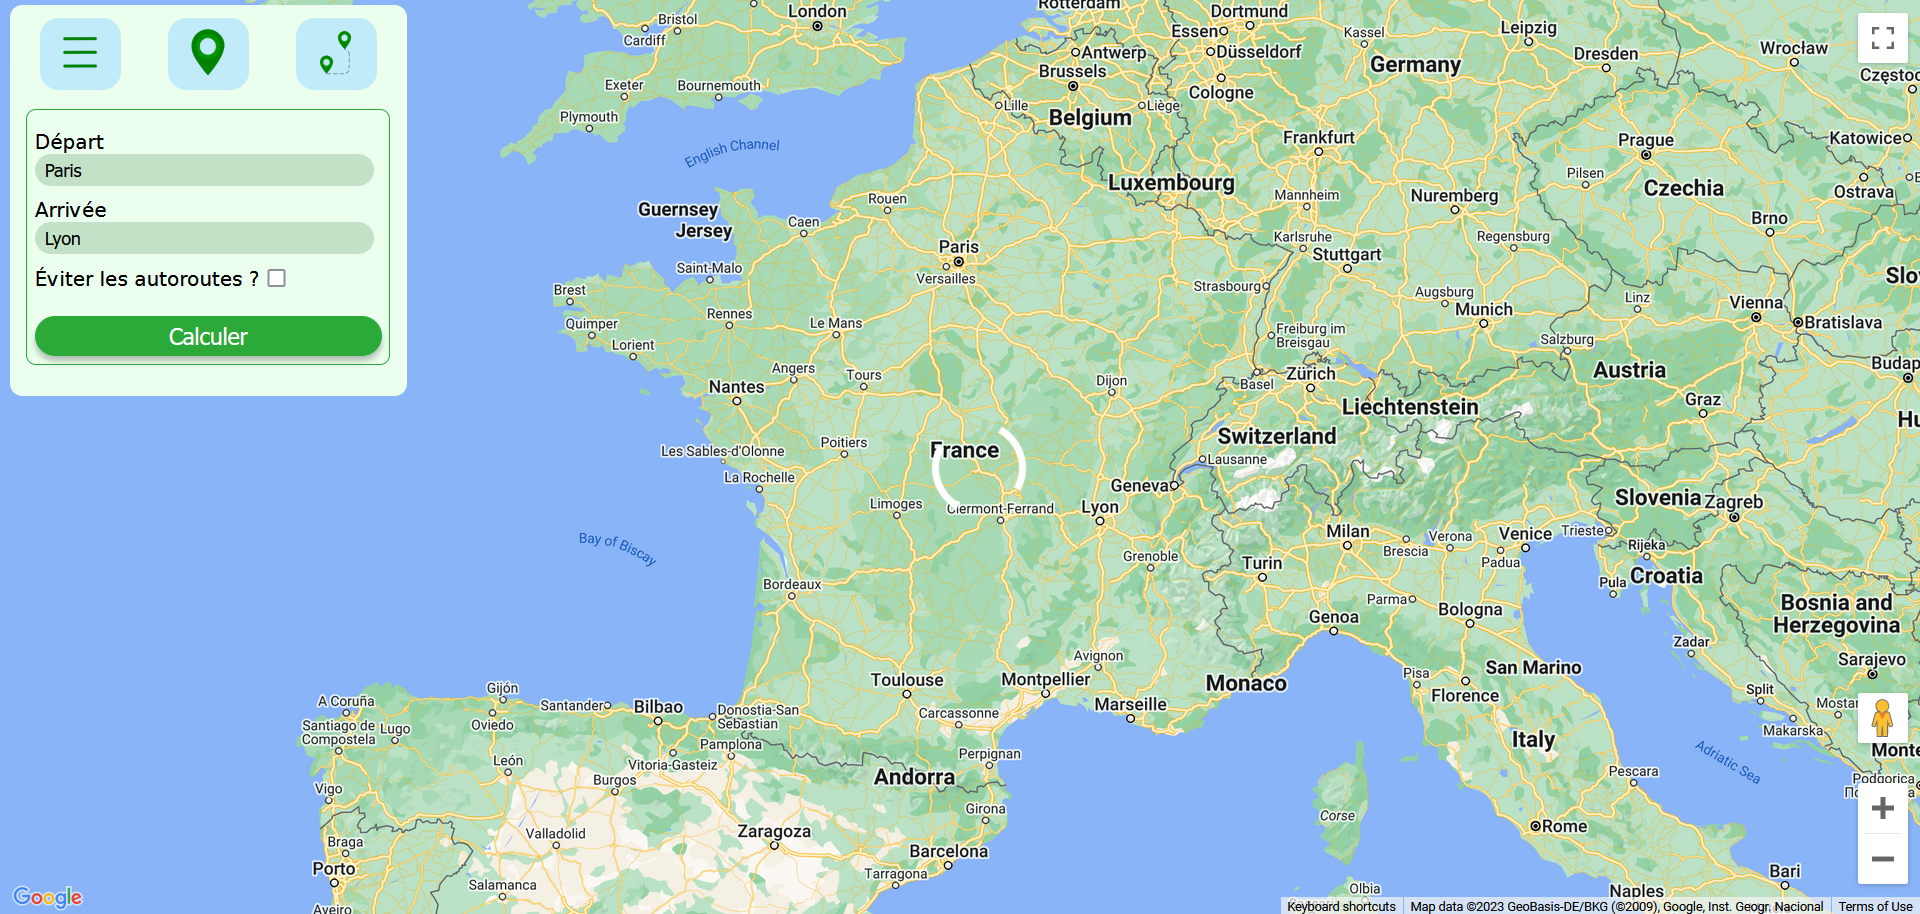 Départ
Paris
Arrivée
Lyon
Éviter les autoroutes ?
Calculer
London
Bristol
Cardiff
Exeter
Bournemouth
Plymouth
English Channel
Guernsey
Jersey
Rotterdam
Dortmund
Essen
Düsseldorf
Antwerp
Brussels
Cologne
Lille
Liège
Belgium
Kassel
Leipzig
Germany
Dresden
Wrocław
Frankfurt
Prague
Katowice
Luxembourg
Pilsen
Czechia
Ostrava
Mannheim
Nuremberg
Brno
Rouen
Caen
Karlsruhe
Regensburg
Paris
Stuttgart
Versailles
Saint-Malo
Strasbourg
Augsburg
Linz
Vienna
Brest
Munich
Quimper
Rennes
Le Mans
Freiburg im
Breisgau
Bratislava
Lorient
Salzburg
Angers
Tours
Nantes
Dijon
Basel
Zürich
Austria
Liechtenstein
Graz
Switzerland
Les Sables-d'Olonne
Poitiers
France
Lausanne
La Rochelle
Geneva
Slovenia
Zagreb
Limoges
Clermont-Ferrand
Lyon
Bay of Biscay
Grenoble
Milan
Brescia
Verona
Venice
Trieste
Rijeka
Padua
Turin
Pula
Croatia
Bordeaux
Parma
Bologna
Genoa
Bosnia and
Herzegovina
Zadar
Avignon
Sarajevo
Toulouse
Montpellier
Monaco
Pisa
San Marino
Florence
Split
Marseille
Carcassonne
Makarska
A Coruña
Gijón
Santander
Bilbao
Donostia-San
Sebastian
Santiago de
Compostela
Lugo
Oviedo
Pamplona
Perpignan
Italy
Adriatic Sea
León
Vitoria-Gasteiz
Burgos
Andorra
Pescara
Podgorica
Vigo
Girona
Corse
Valladolid
Zaragoza
Rome
Braga
Barcelona
Porto
Tarragona
Bari
Salamanca
Olbia
Naples
Aveiro
Google
Keyboard shortcuts
Map data ©2023 GeoBasis-DE/BKG (©2009), Google, Inst. Geogr. Nacional
Terms of Use